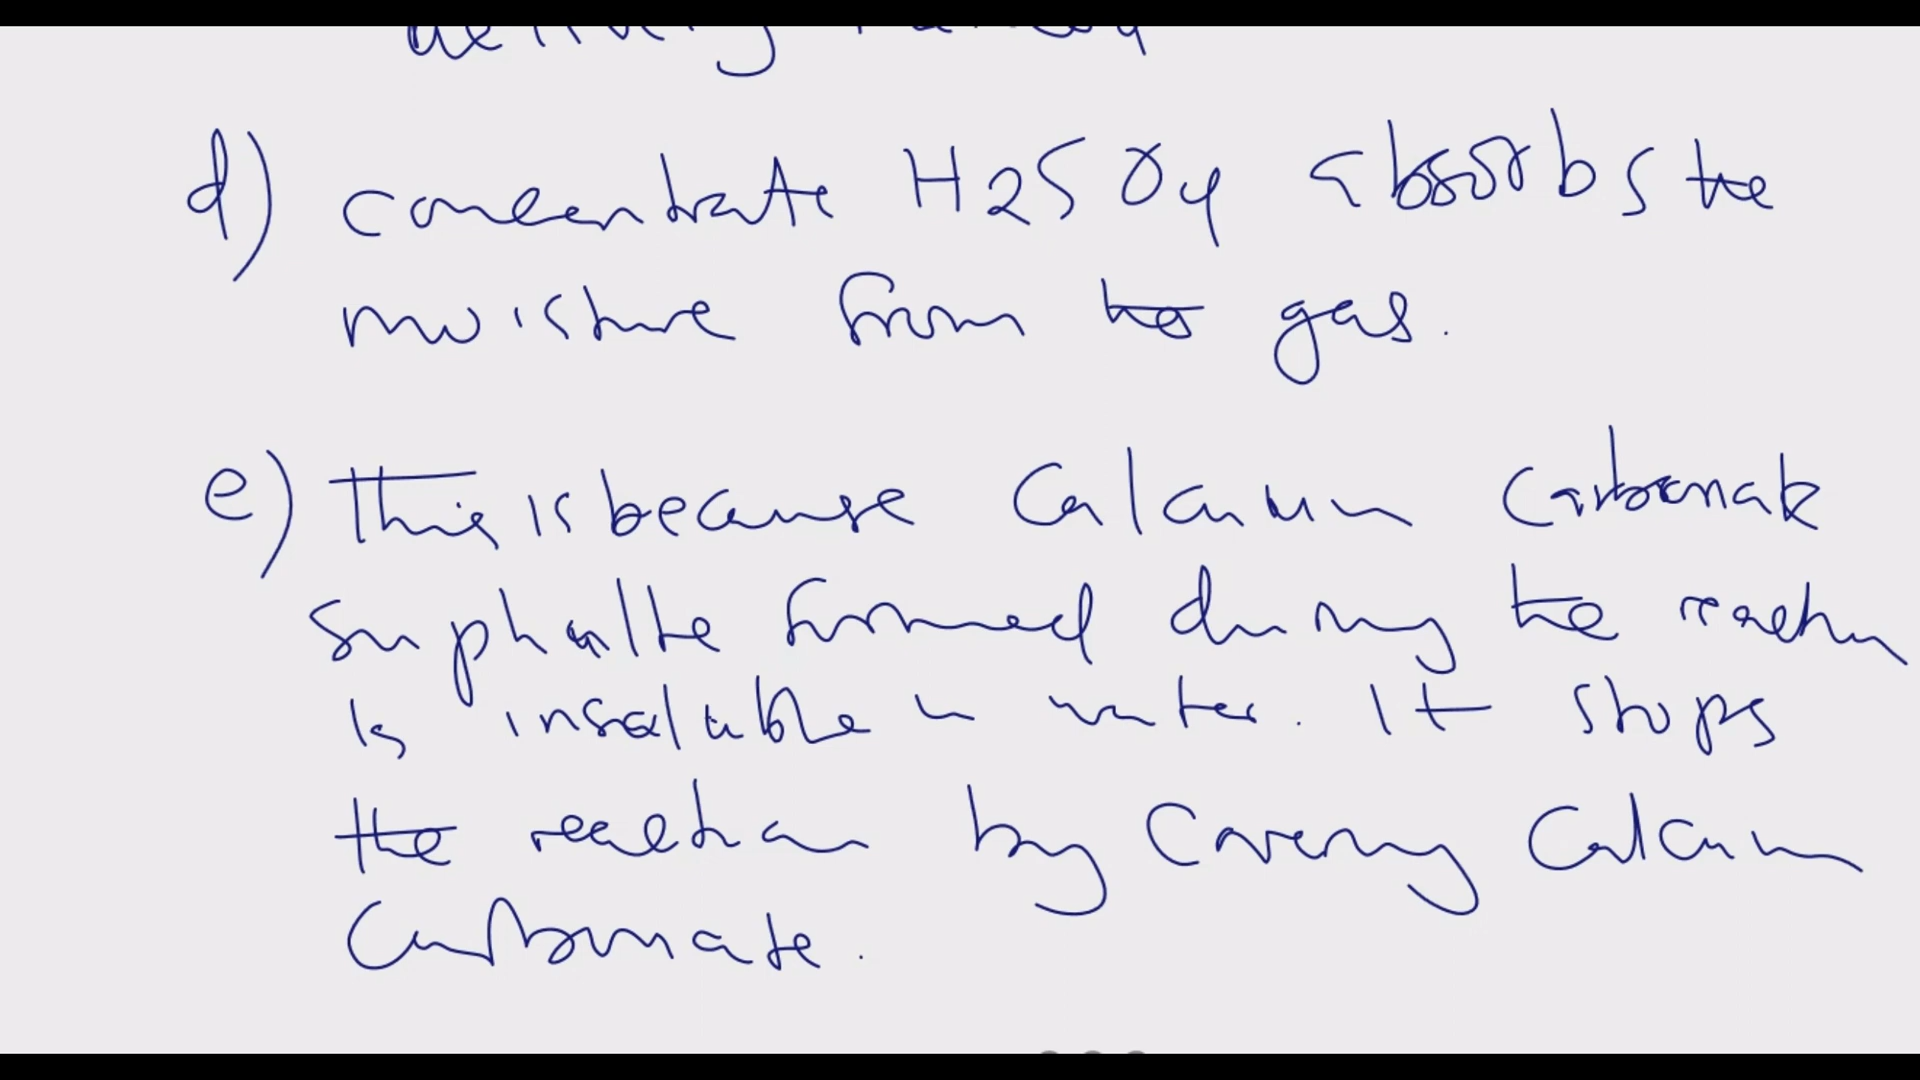 d) concentrate H2SO4 absorbs the
moisture from the gas.
e) This is because Calcium Carbonate
suphalte formed during the reaction
is insoluble in water. It stops
the reaction by Covering Calcium
Carbonate.